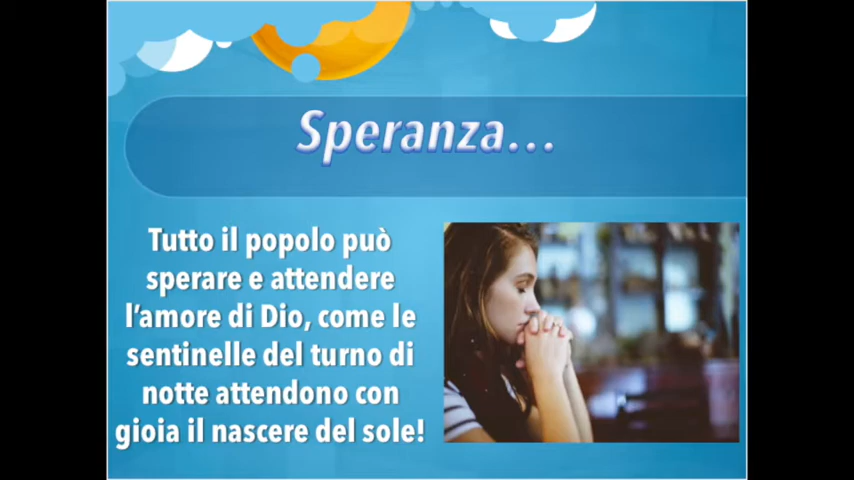 Speranza...
Tutto il popolo può
sperare e attendere
l'amore di Dio, come le
sentinelle del turno di
notte attendono con
gioia il nascere del sole!